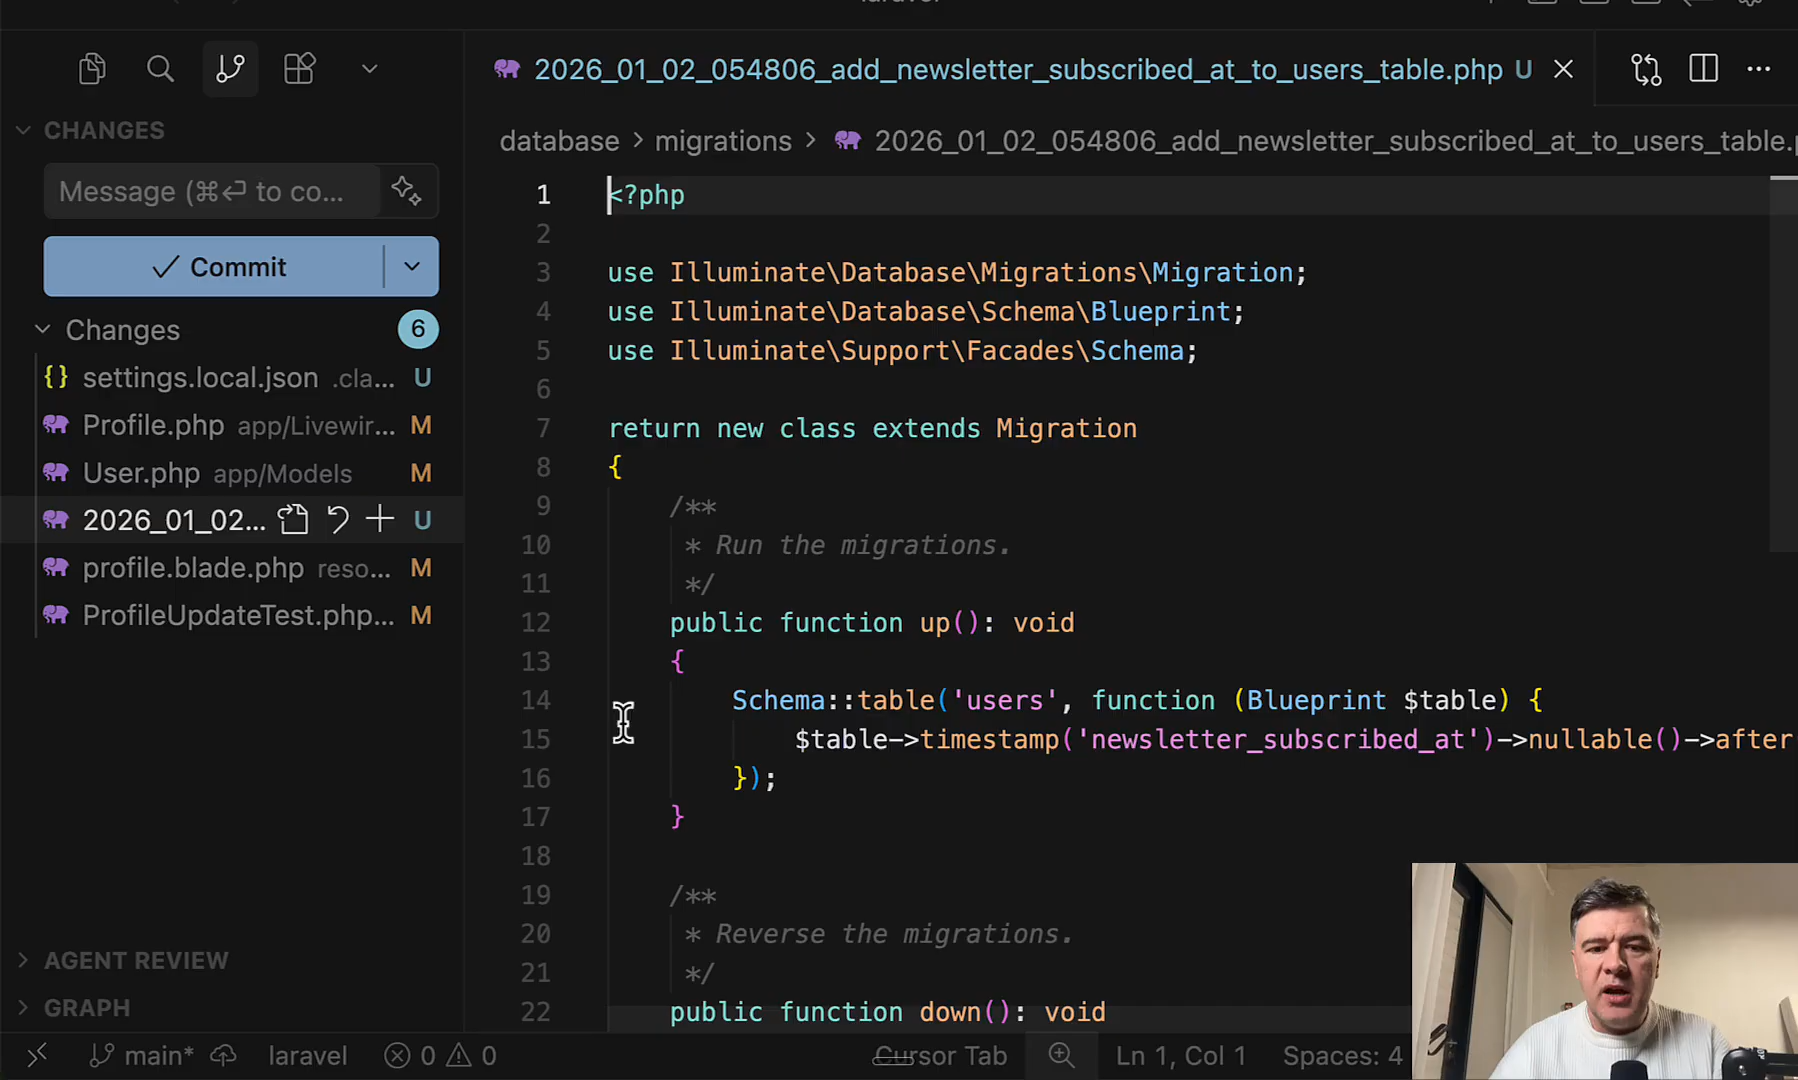 2026_01_02_054806_add_newsletter_subscribed_at_to_users_table.php U
database > migrations > 2026_01_02_054806_add_newsletter_subscribed_at_to_users_table.
CHANGES
Message (⌘⏎ to co...
Commit
Changes 6
settings.local.json .cla... U
Profile.php app/Livewir... M
User.php app/Models M
2026_01_02... U
profile.blade.php reso... M
ProfileUpdateTest.php... M
AGENT REVIEW
GRAPH
1 <?php
2
3 use Illuminate\Database\Migrations\Migration;
4 use Illuminate\Database\Schema\Blueprint;
5 use Illuminate\Support\Facades\Schema;
6
7 return new class extends Migration
8 {
9 /**
10 * Run the migrations.
11 */
12 public function up(): void
13 {
14 Schema::table('users', function (Blueprint $table) {
15 $table->timestamp('newsletter_subscribed_at')->nullable()->after
16 });
17 }
18
19 /**
20 * Reverse the migrations.
21 */
22 public function down(): void
main* laravel 0 0 Cursor Tab Ln 1, Col 1 Spaces: 4